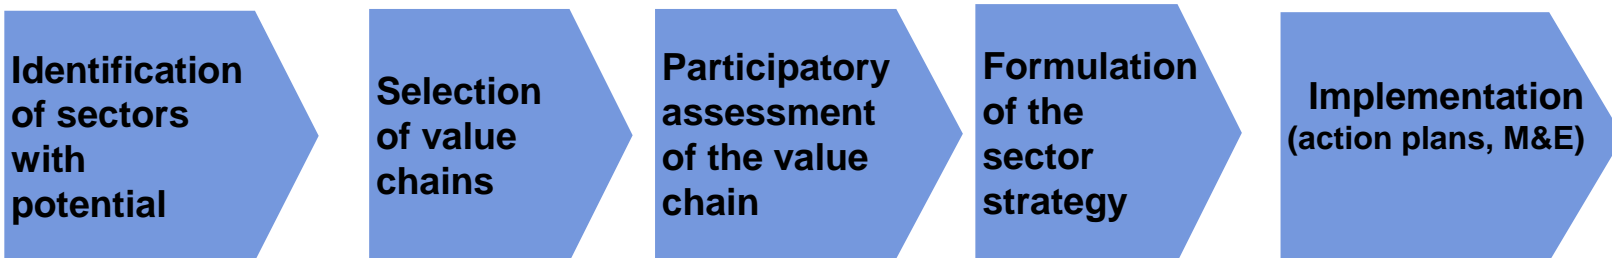 Identification
of sectors
with
potential
Selection
of value
chains
Participatory
assessment
of the value
chain
Formulation
of the
sector
strategy
Implementation
(action plans, M&E)